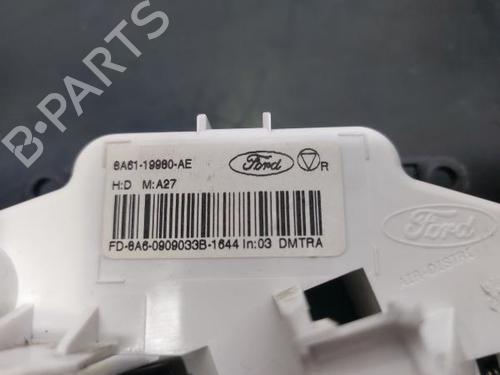 B-PARTS
8A61-19980-AE Ford R
H:D M:A27
FD-8A6-0909033B-1644 In:03 DMTRA
Ford